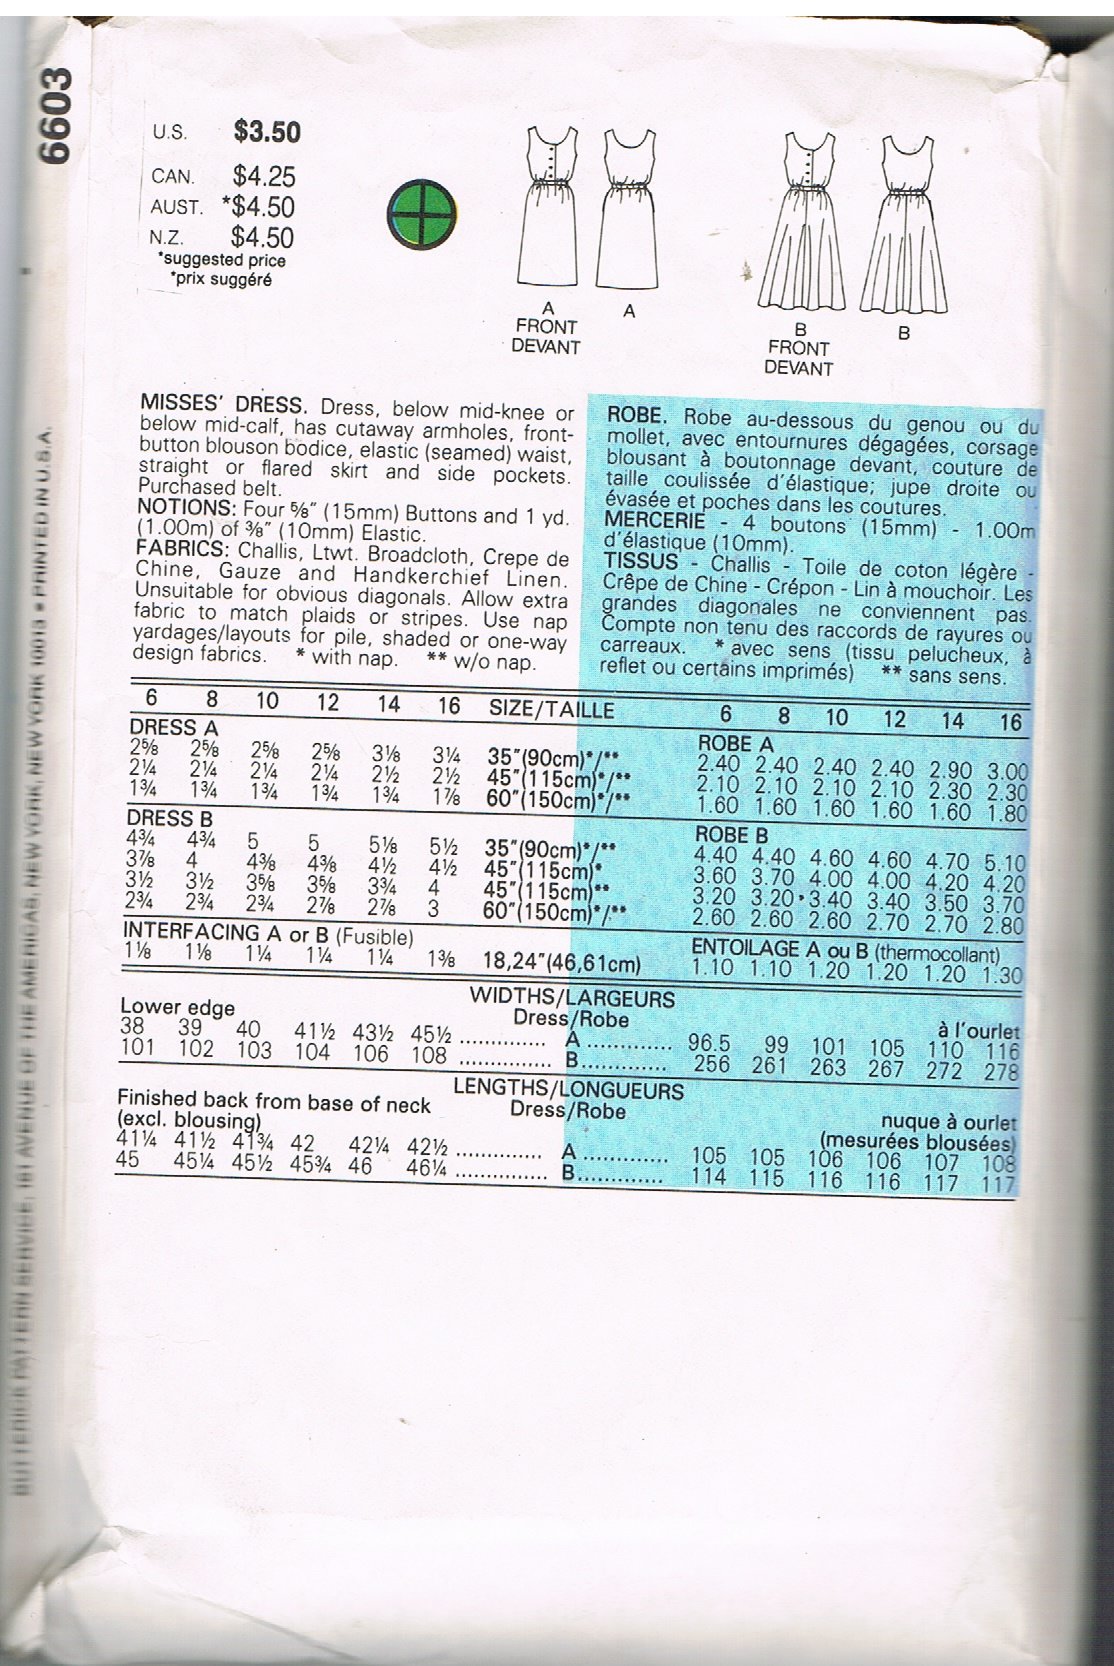 6603
U.S. $3.50
CAN. $4.25
AUST. *$4.50
N.Z. $4.50
*suggested price
*prix suggéré
A
FRONT
DEVANT
A
B
FRONT
DEVANT
B
MISSES' DRESS. Dress, below mid-knee or
below mid-calf, has cutaway armholes, front-
button blouson bodice, elastic (seamed) waist,
straight or flared skirt and side pockets.
Purchased belt.
NOTIONS: Four ⅝" (15mm) Buttons and 1 yd.
(1.00m) of ⅜" (10mm) Elastic.
FABRICS: Challis, Ltwt. Broadcloth, Crepe de
Chine, Gauze and Handkerchief Linen.
Unsuitable for obvious diagonals. Allow extra
fabric to match plaids or stripes. Use nap
yardages/layouts for pile, shaded or one-way
design fabrics. * with nap. ** w/o nap.
ROBE. Robe au-dessous du genou ou du
mollet, avec entournures dégagées, corsage
blousant à boutonnage devant, couture de
taille coulissée d'élastique; jupe droite ou
évasée et poches dans les coutures.
MERCERIE - 4 boutons (15mm) - 1.00m
d'élastique (10mm).
TISSUS - Challis - Toile de coton légère -
Crêpe de Chine - Crépon - Lin à mouchoir. Les
grandes diagonales ne conviennent pas.
Compte non tenu des raccords de rayures ou
carreaux. * avec sens (tissu pelucheux, à
reflet ou certains imprimés) ** sans sens.
6 8 10 12 14 16 SIZE/TAILLE 6 8 10 12 14 16
DRESS A ROBE A
2⅝ 2⅝ 2⅝ 2⅝ 3⅛ 3¼ 35"(90cm)*/** 2.40 2.40 2.40 2.40 2.90 3.00
2¼ 2¼ 2¼ 2¼ 2½ 2½ 45"(115cm)*/** 2.10 2.10 2.10 2.10 2.30 2.30
1¾ 1¾ 1¾ 1¾ 1¾ 1⅞ 60"(150cm)*/** 1.60 1.60 1.60 1.60 1.60 1.80
DRESS B ROBE B
4¾ 4¾ 5 5 5⅛ 5½ 35"(90cm)*/** 4.40 4.40 4.60 4.60 4.70 5.10
3⅞ 4 4⅜ 4⅜ 4½ 4½ 45"(115cm)* 3.60 3.70 4.00 4.00 4.20 4.20
3½ 3½ 3⅝ 3⅝ 3¾ 4 45"(115cm)** 3.20 3.20 3.40 3.40 3.50 3.70
2¾ 2¾ 2¾ 2⅞ 2⅞ 3 60"(150cm)*/** 2.60 2.60 2.60 2.70 2.70 2.80
INTERFACING A or B (Fusible) ENTOILAGE A ou B (thermocollant)
1⅛ 1⅛ 1¼ 1¼ 1¼ 1⅜ 18,24"(46,61cm) 1.10 1.10 1.20 1.20 1.20 1.30
WIDTHS/LARGEURS
Lower edge Dress/Robe à l'ourlet
38 39 40 41½ 43½ 45½ .............. A ............. 96.5 99 101 105 110 116
101 102 103 104 106 108 .............. B............. 256 261 263 267 272 278
LENGTHS/LONGUEURS
Finished back from base of neck Dress/Robe nuque à ourlet
(excl. blousing) (mesurées blousées)
41¼ 41½ 41¾ 42 42¼ 42½ .............. A ............. 105 105 106 106 107 108
45 45¼ 45½ 45¾ 46 46¼ .............. B............. 114 115 116 116 117 117
BUTTERICK PATTERN SERVICE, 161 AVENUE OF THE AMERICAS, NEW YORK, NEW YORK 10013 • PRINTED IN U.S.A.